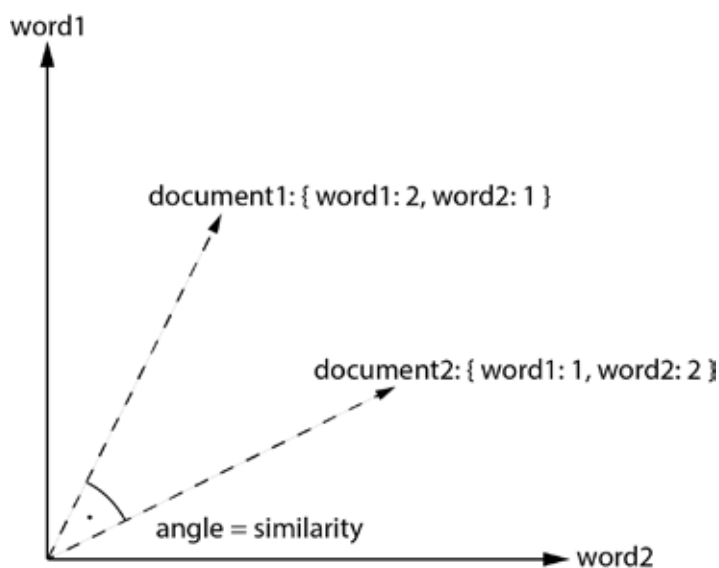 word1
document1: { word1: 2, word2: 1 }
document2: { word1: 1, word2: 2 }
angle = similarity
word2